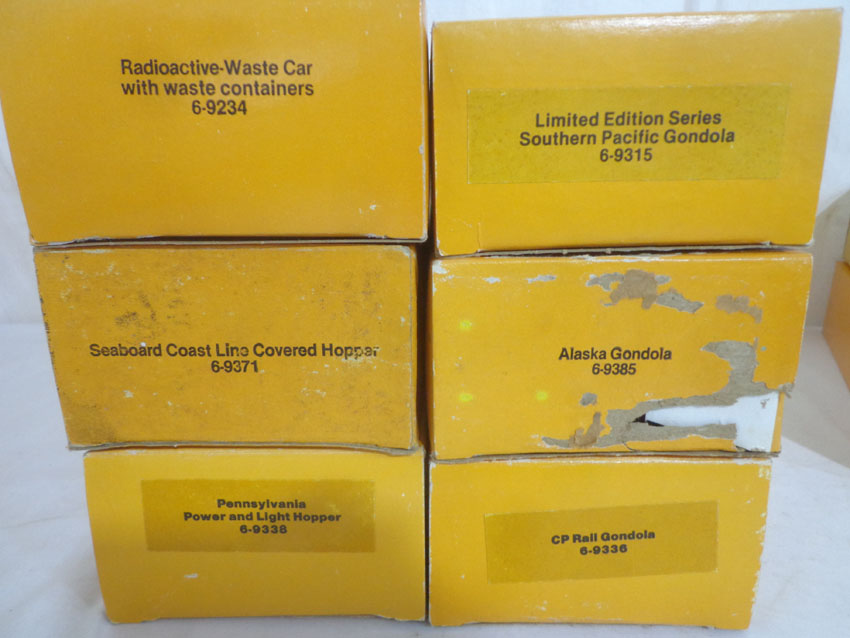 Radioactive-Waste Car
with waste containers
6-9234
Limited Edition Series
Southern Pacific Gondola
6-9315
Seaboard Coast Line Covered Hopper
6-9371
Alaska Gondola
6-9385
Pennsylvania
Power and Light Hopper
6-9338
CP Rail Gondola
6-9336